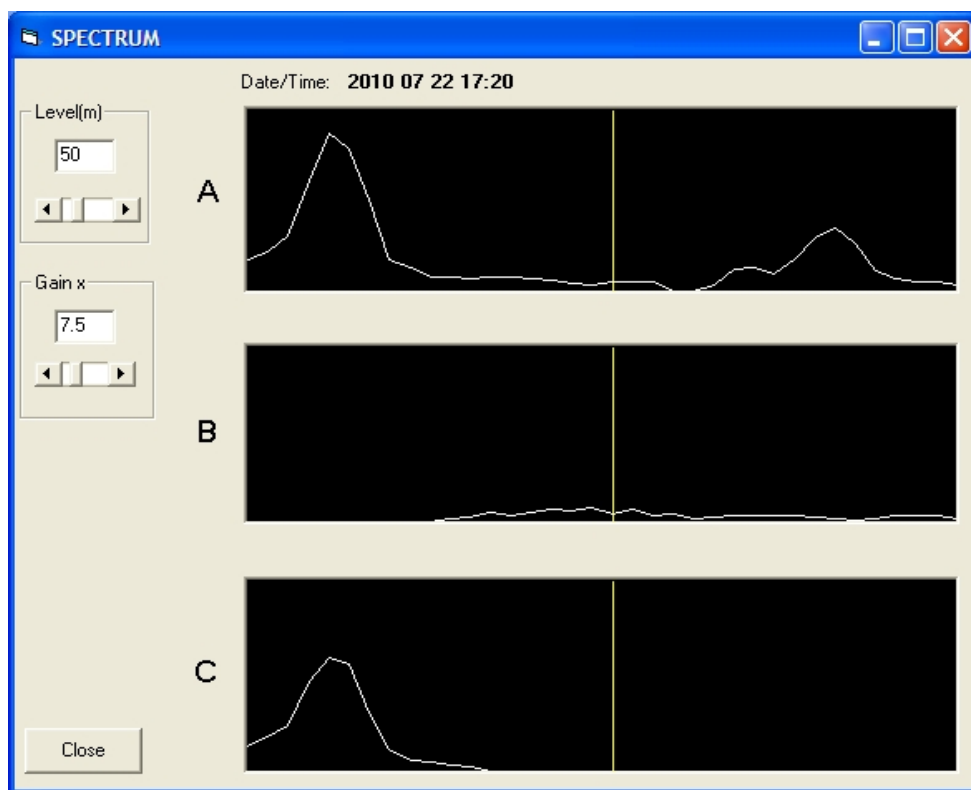 SPECTRUM
Date/Time: 2010 07 22 17:20
Level(m)
50
A
Gain x
7.5
B
C
Close